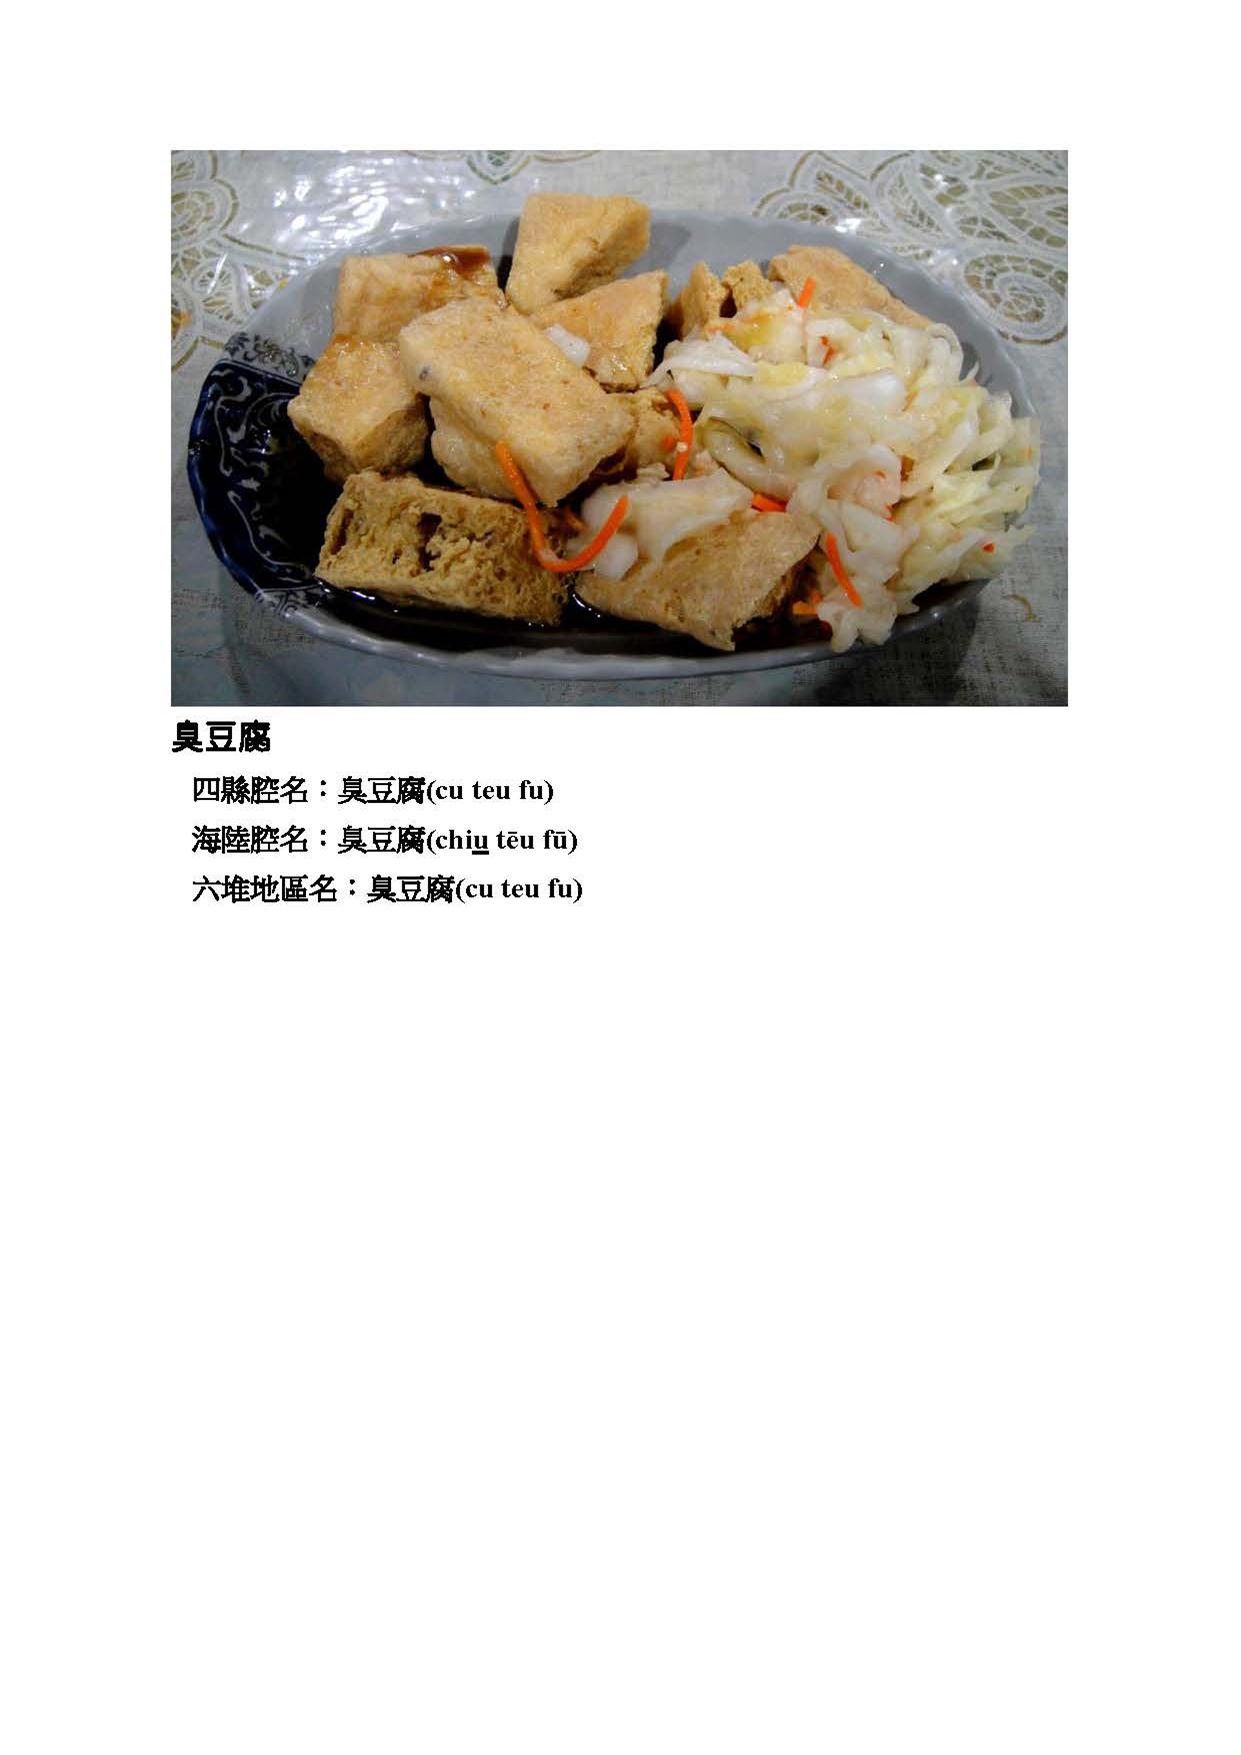 臭豆腐
四縣腔名：臭豆腐(cu teu fu)
海陸腔名：臭豆腐(chiu̲ tēu fū)
六堆地區名：臭豆腐(cu teu fu)